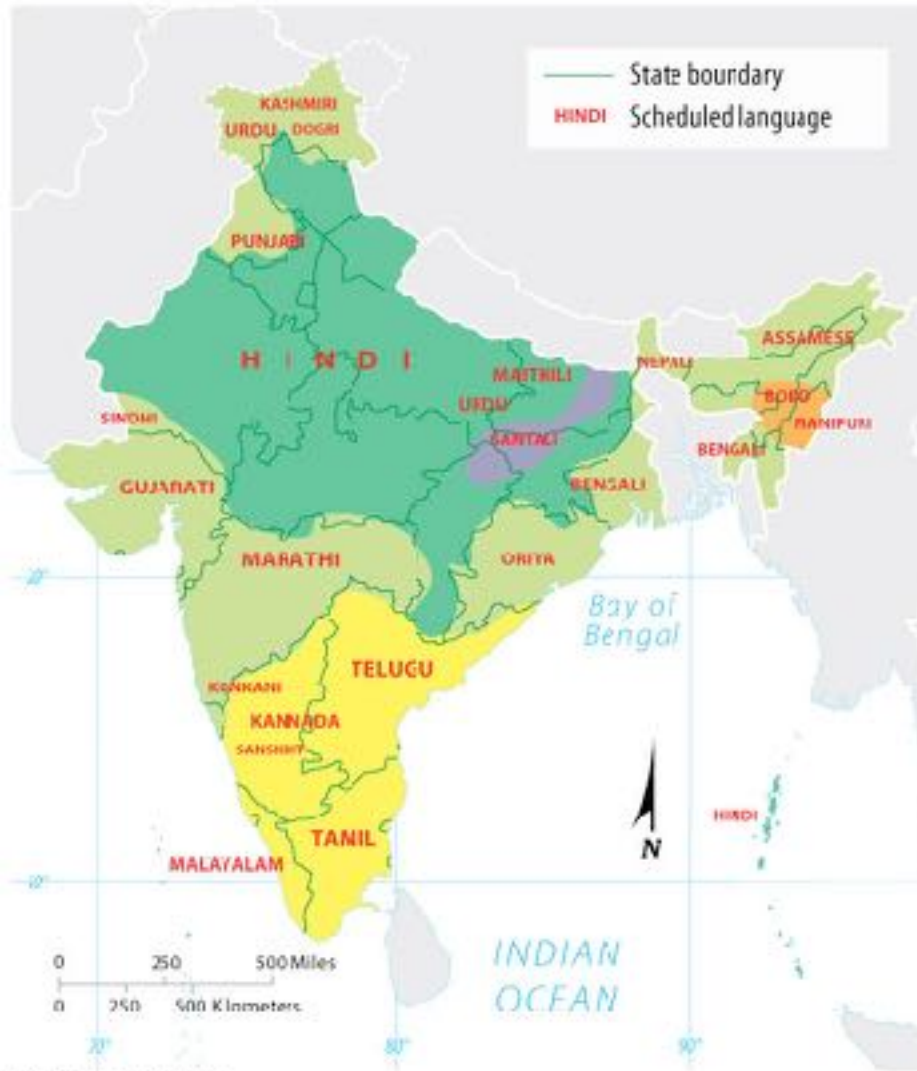 State boundary
HINDI Scheduled language
KASHMIRI
URDU DOGRI
PUNJABI
HINDI
MAITHILI
NEPALI
ASSAMESE
URDU
BODO
SINDHI
SANTALI
MANIPURI
BENGALI
GUJARATI
BENGALI
MARATHI
ORIYA
20°
Bay of
Bengal
TELUGU
KONKANI
KANNADA
SANSKRIT
HINDI
TAMIL
N
MALAYALAM
10°
INDIAN
OCEAN
0 250 500 Miles
0 250 500 Kilometers
70° 80° 90°